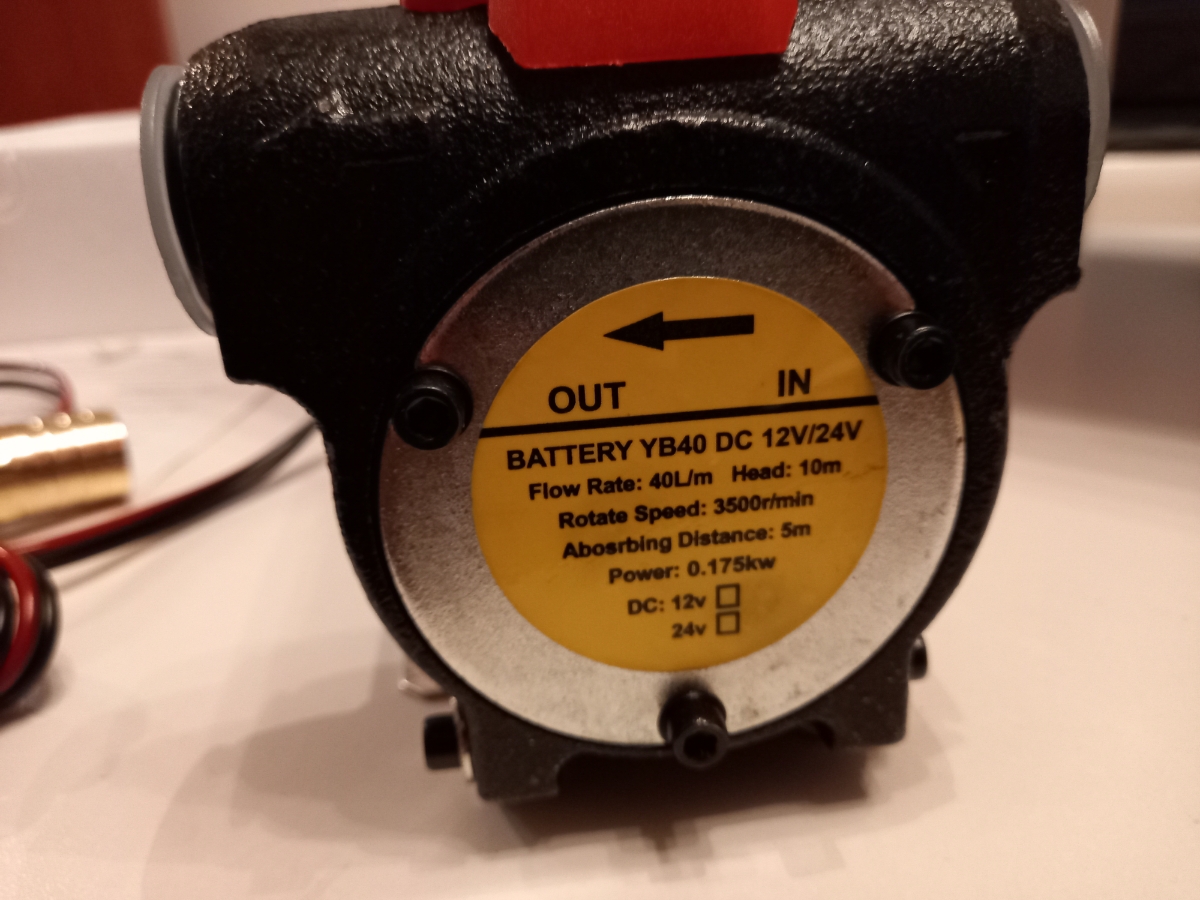 OUT IN
BATTERY YB40 DC 12V/24V
Flow Rate: 40L/m Head: 10m
Rotate Speed: 3500r/min
Abosrbing Distance: 5m
Power: 0.175kw
DC: 12v
24v